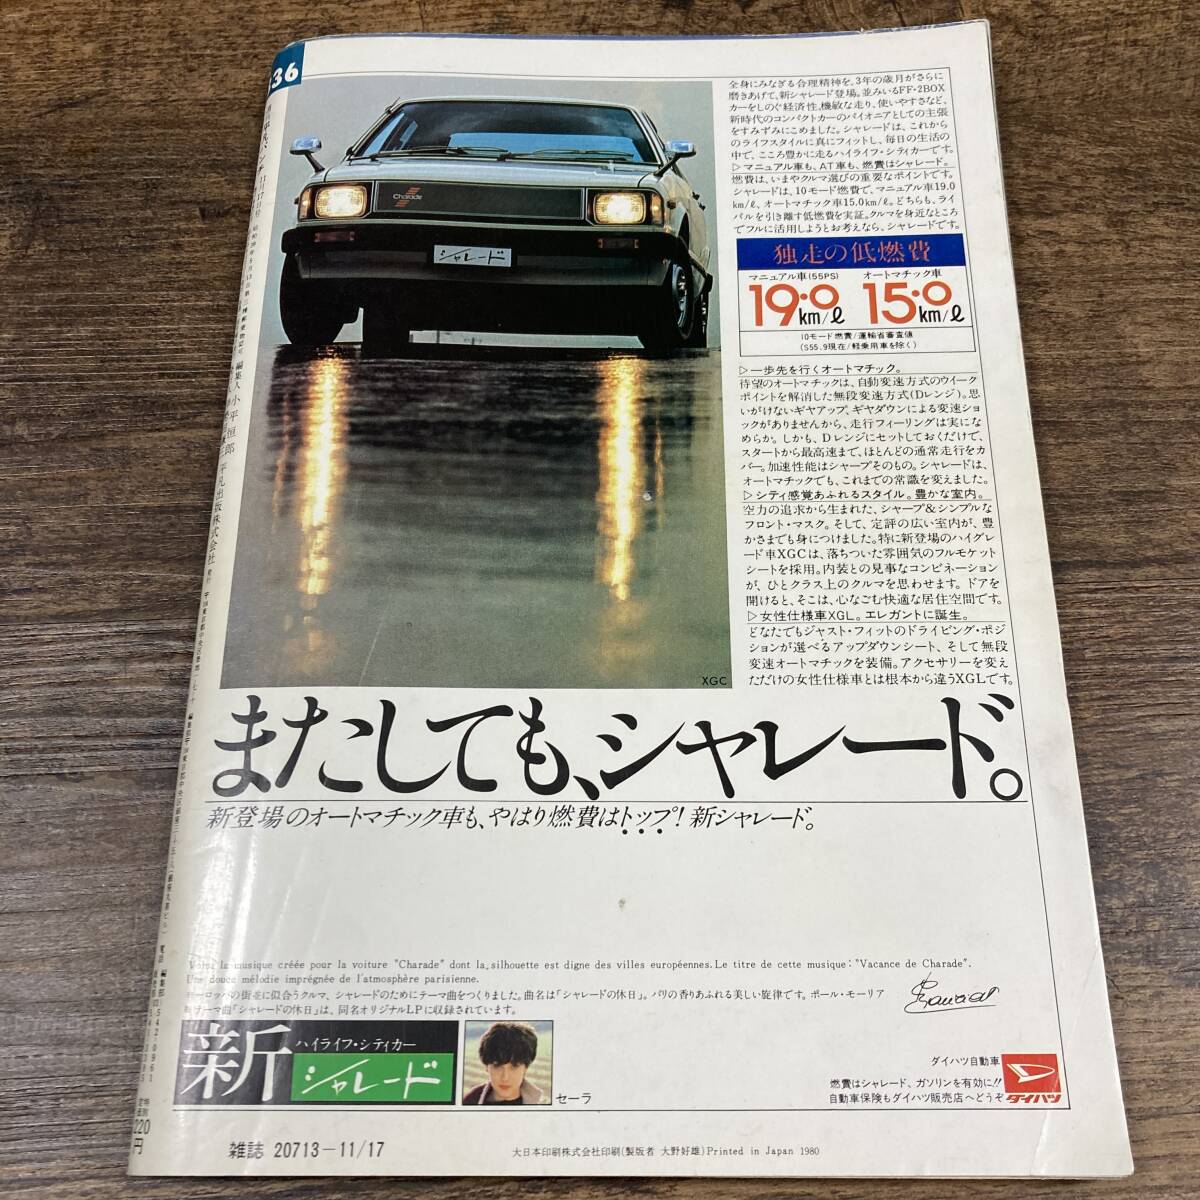 36
Charade
シャレード
XGC
全身にみなぎる合理精神を、3年の歳月がさらに
磨きあげて、新シャレード登場。並みいるFF・2BOX
カーをしのぐ経済性、機敏な走り、使いやすさなど、
新時代のコンパクトカーのパイオニアとしての主張
をすみずみにこめました。シャレードは、これから
のライフスタイルに真にフィットし、毎日の生活の
中で、こころ豊かに走るハイライフ・シティカーです。
▷マニュアル車も、AT車も、燃費はシャレード。
燃費は、いまやクルマ選びの重要なポイントです。
シャレードは、10モード燃費で、マニュアル車19.0
km/ℓ、オートマチック車15.0km/ℓ。どちらも、ライ
バルを引き離す低燃費を実証。クルマを身近なところ
でフルに活用しようとお考えなら、シャレードです。
独走の低燃費
マニュアル車(55PS) オートマチック車
19.0km/ℓ 15.0km/ℓ
10モード燃費/運輸省審査値
(S55.9現在/軽乗用車を除く)
▷一歩先を行くオートマチック。
待望のオートマチックは、自動変速方式のウイーク
ポイントを解消した無段変速方式(Dレンジ)。思
いがけないギヤアップ、ギヤダウンによる変速ショ
ックがありませんから、走行フィーリングは実にな
めらか。しかも、Dレンジにセットしておくだけで、
スタートから最高速まで、ほとんどの通常走行をカ
バー。加速性能はシャープそのもの。シャレードは、
オートマチックでも、これまでの常識を変えました。
▷シティ感覚あふれるスタイル。豊かな室内。
空力の追求から生まれた、シャープ&シンプルな
フロント・マスク。そして、定評の広い室内が、豊
かさまでも身につけました。特に新登場のハイグレ
ード車XGCは、落ちついた雰囲気のフルモケット
シートを採用。内装との見事なコンビネーション
が、ひとクラス上のクルマを思わせます。ドアを
開けると、そこは、心なごむ快適な居住空間です。
▷女性仕様車XGL。エレガントに誕生。
どなたでもジャスト・フィットのドライビング・ポジ
ションが選べるアップダウンシート、そして無段
変速オートマチックを装備。アクセサリーを変え
ただけの女性仕様車とは根本から違うXGLです。
またしても、シャレード。
新登場のオートマチック車も、やはり燃費はトップ！新シャレード。
Voici la musique créée pour la voiture "Charade" dont la silhouette est digne des villes européennes. Le titre de cette musique: "Vacance de Charade".
Une douce mélodie imprégnée de l'atmosphère parisienne.
ヨーロッパの街並に似合うクルマ、シャレードのためにテーマ曲をつくりました。曲名は「シャレードの休日」。パリの香りあふれる美しい旋律です。ポール・モーリア
新テーマ曲「シャレードの休日」は、同名オリジナルLPに収録されています。
新
ハイライフ・シティカー
シャレード
セーラ
ダイハツ自動車
燃費はシャレード、ガソリンを有効に!!
自動車保険もダイハツ販売店へどうぞ
ダイハツ
編集人 小平恒郎
平凡出版株式会社
特別定価220円
雑誌 20713-11/17
大日本印刷株式会社印刷(製版者 大野好雄)Printed in Japan 1980